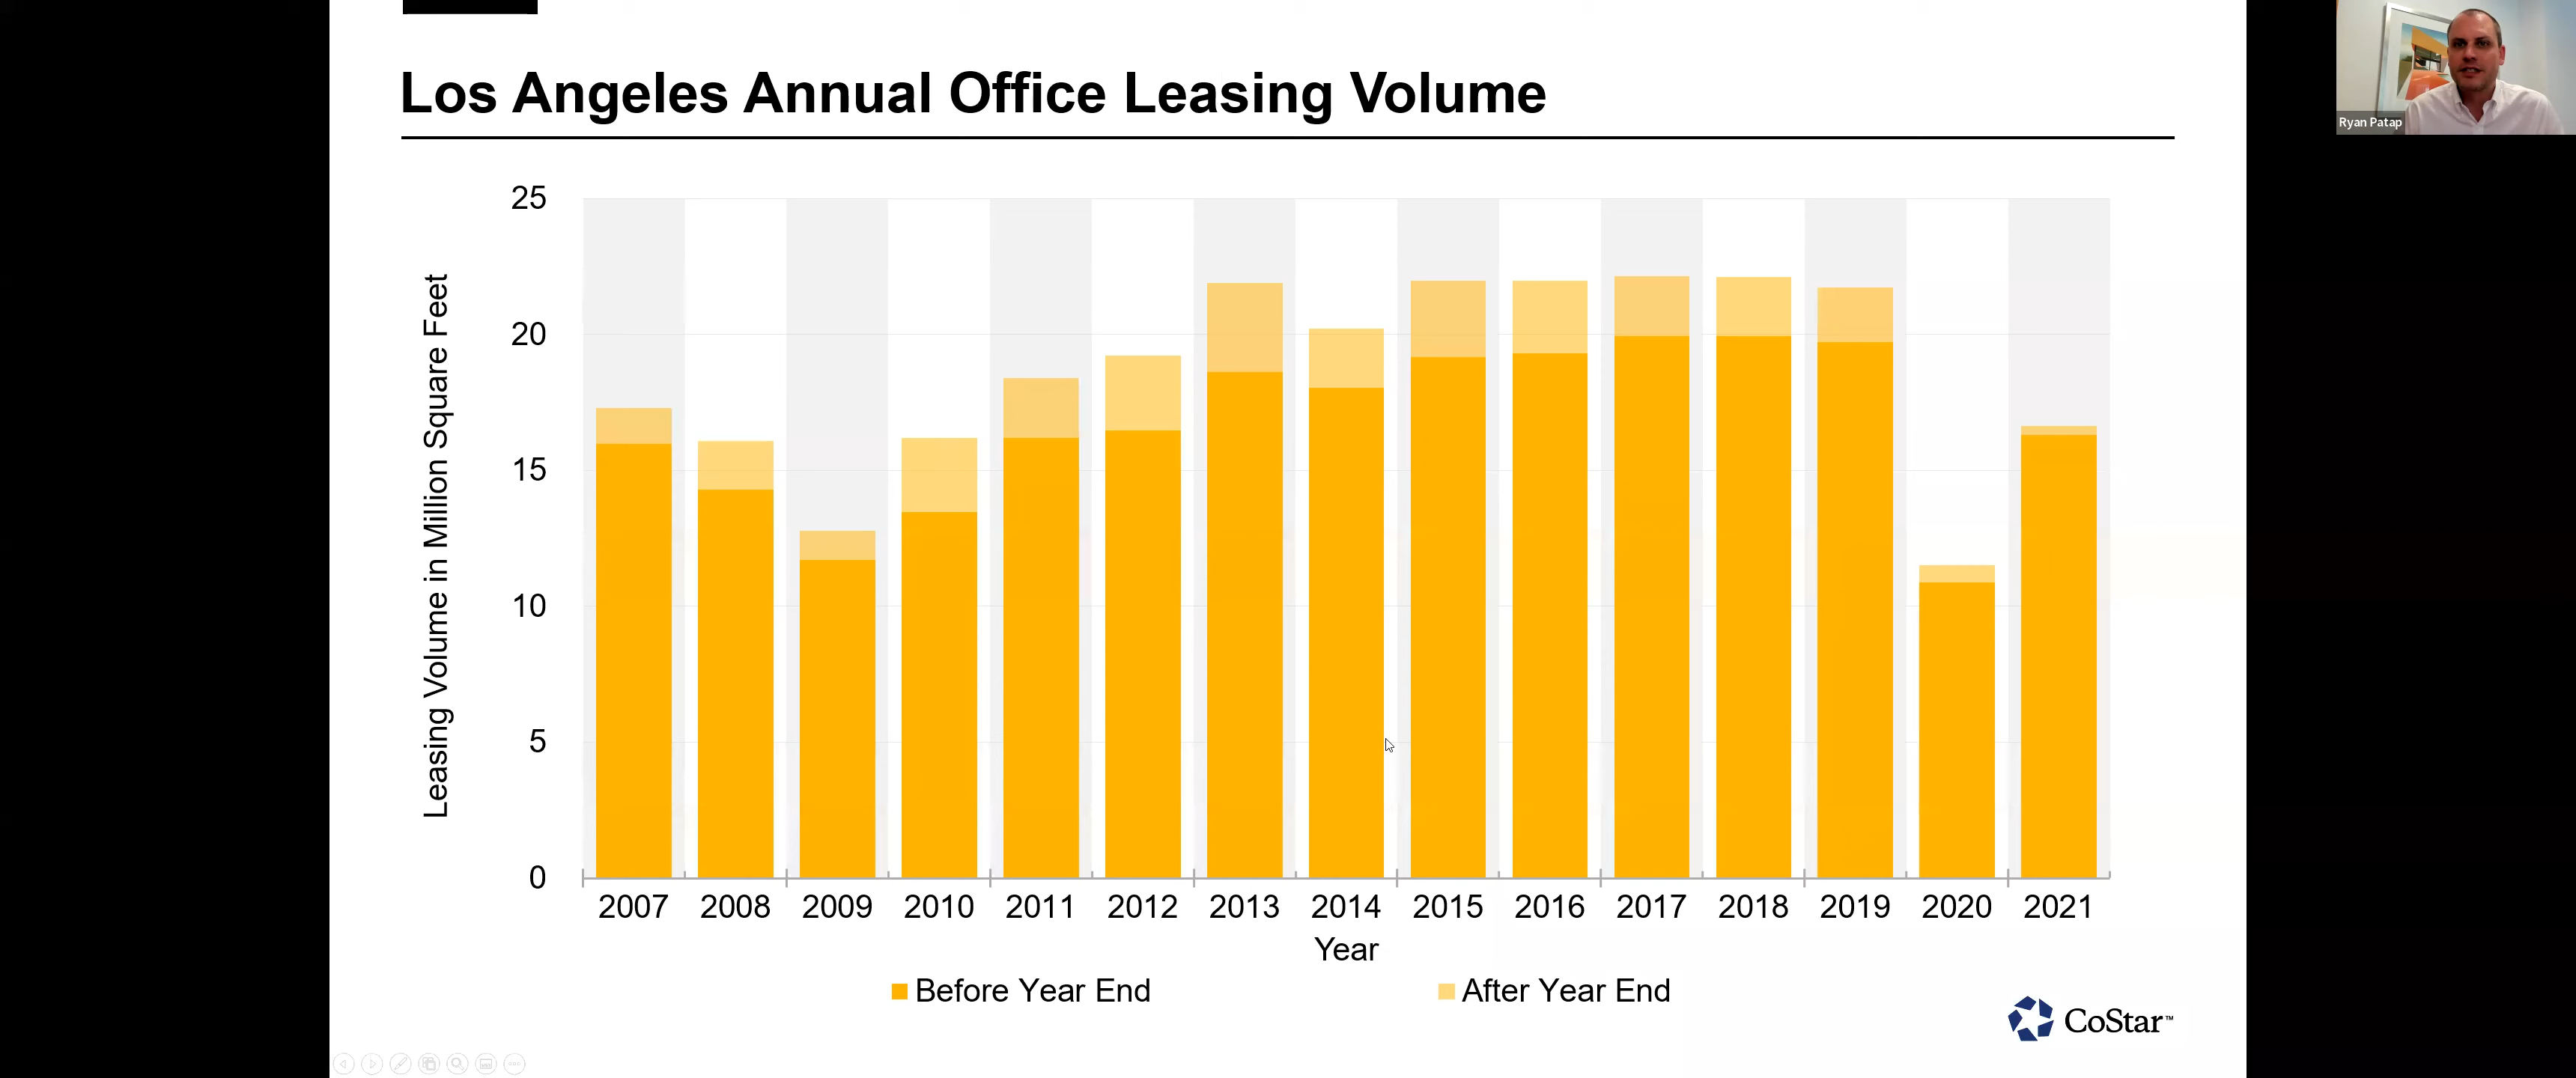 Los Angeles Annual Office Leasing Volume
Ryan Patap
Leasing Volume in Million Square Feet
25
20
15
10
5
0
2007 2008 2009 2010 2011 2012 2013 2014 2015 2016 2017 2018 2019 2020 2021
Year
Before Year End After Year End
CoStar™